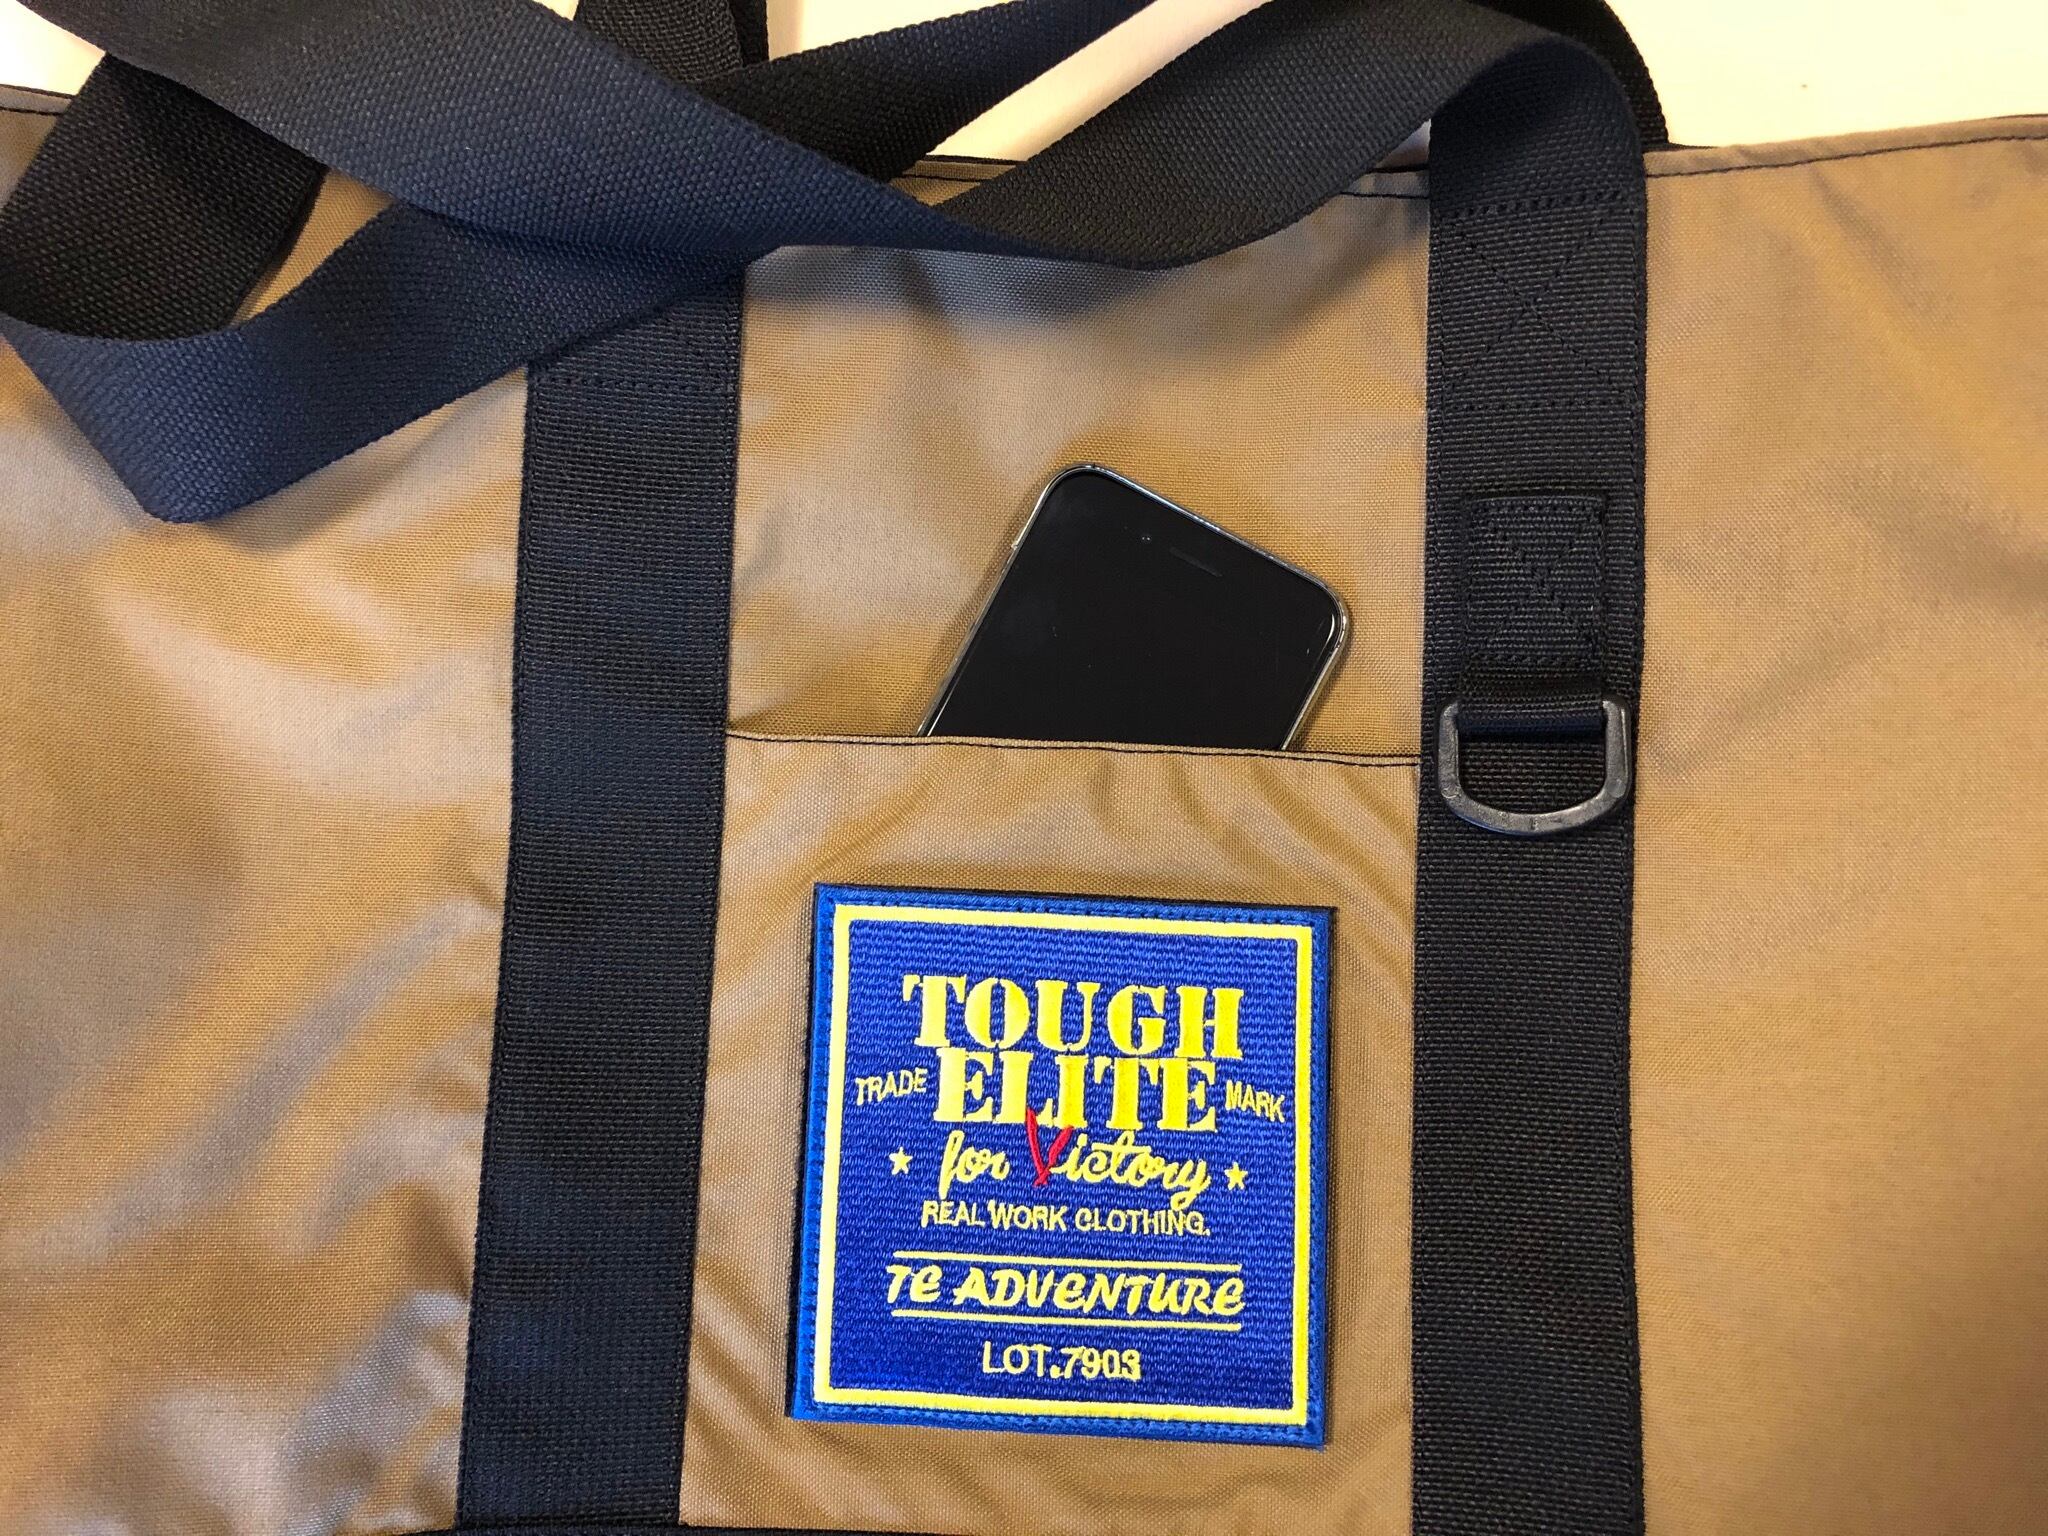 TOUGH
TRADE ELITE MARK
for Victory
REAL WORK CLOTHING.
TE ADVENTURE
LOT.7903